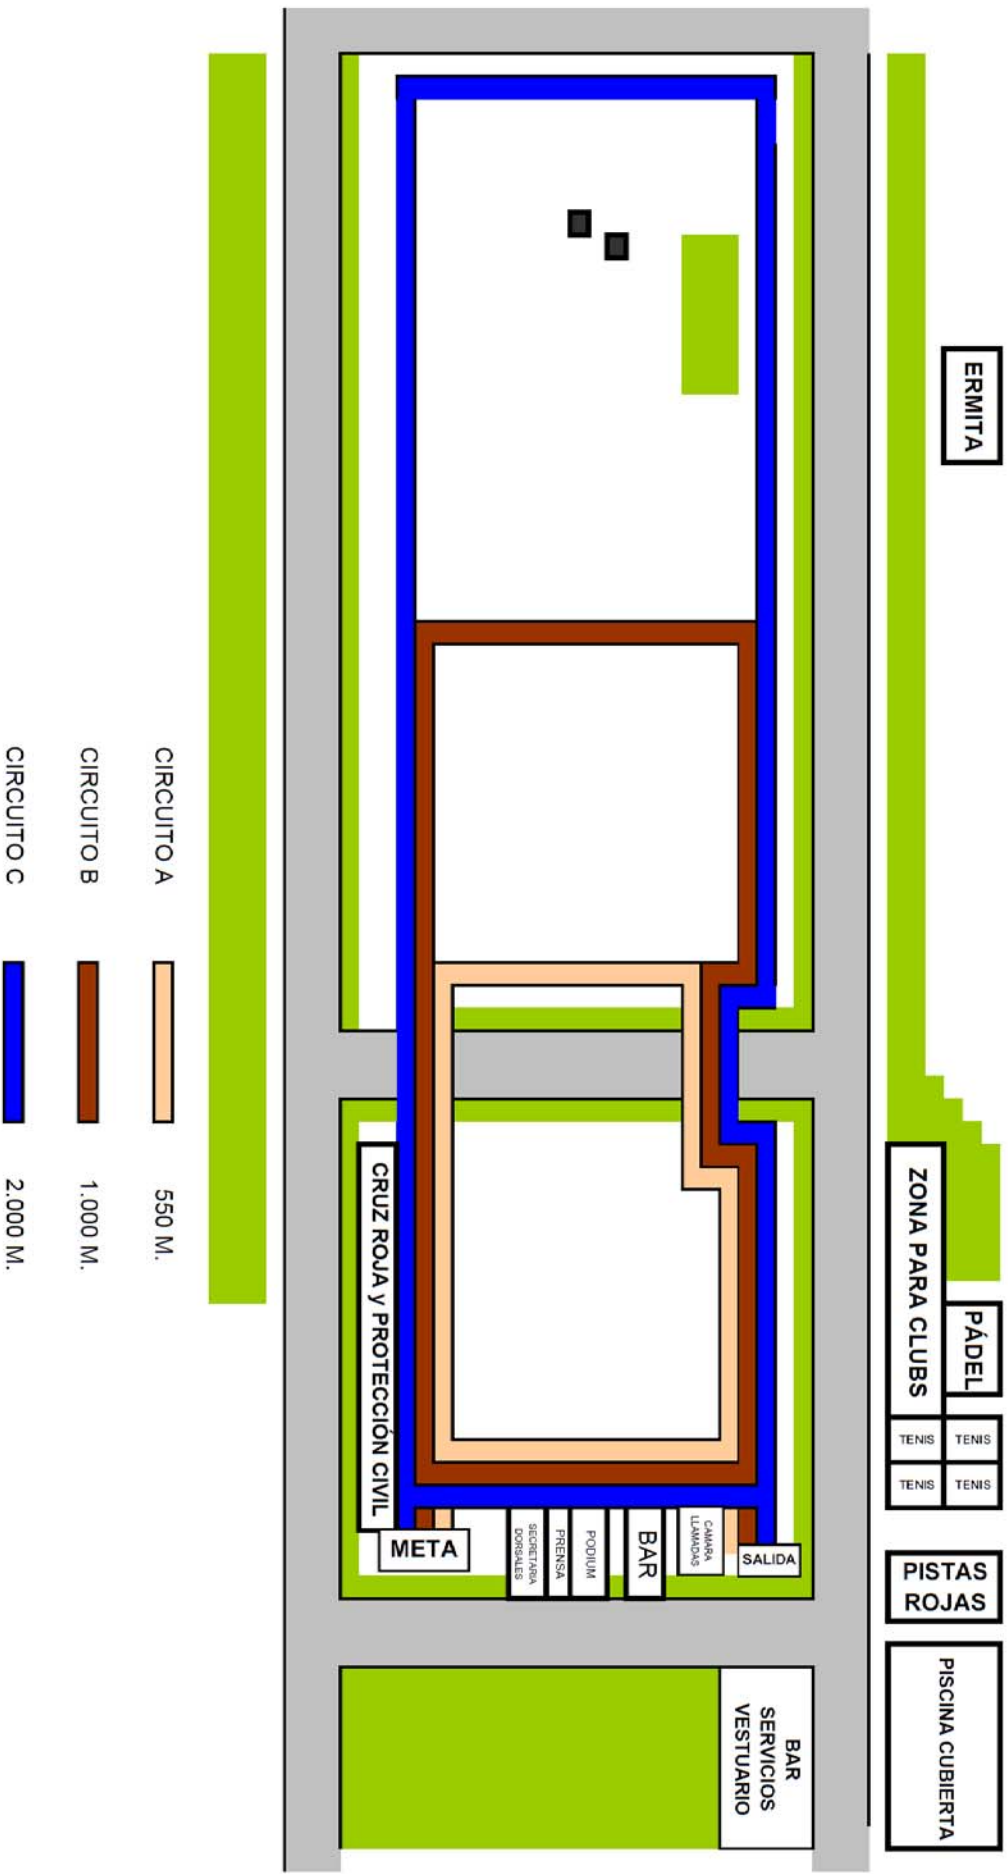 ERMITA
ZONA PARA CLUBS
PÁDEL
TENIS
TENIS
TENIS
TENIS
PISTAS
ROJAS
PISCINA CUBIERTA
CRUZ ROJA y PROTECCIÓN CIVIL
META
SECRETARIA
DORSALES
PRENSA
PODIUM
BAR
CAMARA
LLAMADAS
SALIDA
BAR
SERVICIOS
VESTUARIO
CIRCUITO A 550 M.
CIRCUITO B 1.000 M.
CIRCUITO C 2.000 M.